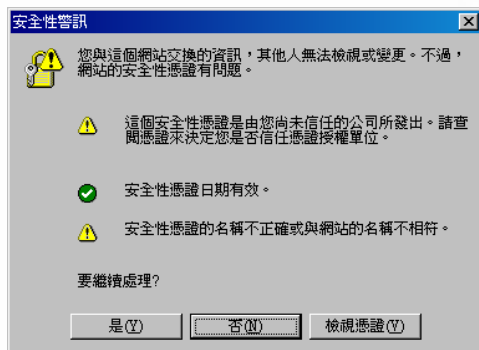 安全性警訊
您與這個網站交換的資訊，其他人無法檢視或變更。不過，
網站的安全性憑證有問題。
這個安全性憑證是由您尚未信任的公司所發出。請查
閱憑證來決定您是否信任憑證授權單位。
安全性憑證日期有效。
安全性憑證的名稱不正確或與網站的名稱不相符。
要繼續處理?
是(Y)
否(N)
檢視憑證(V)